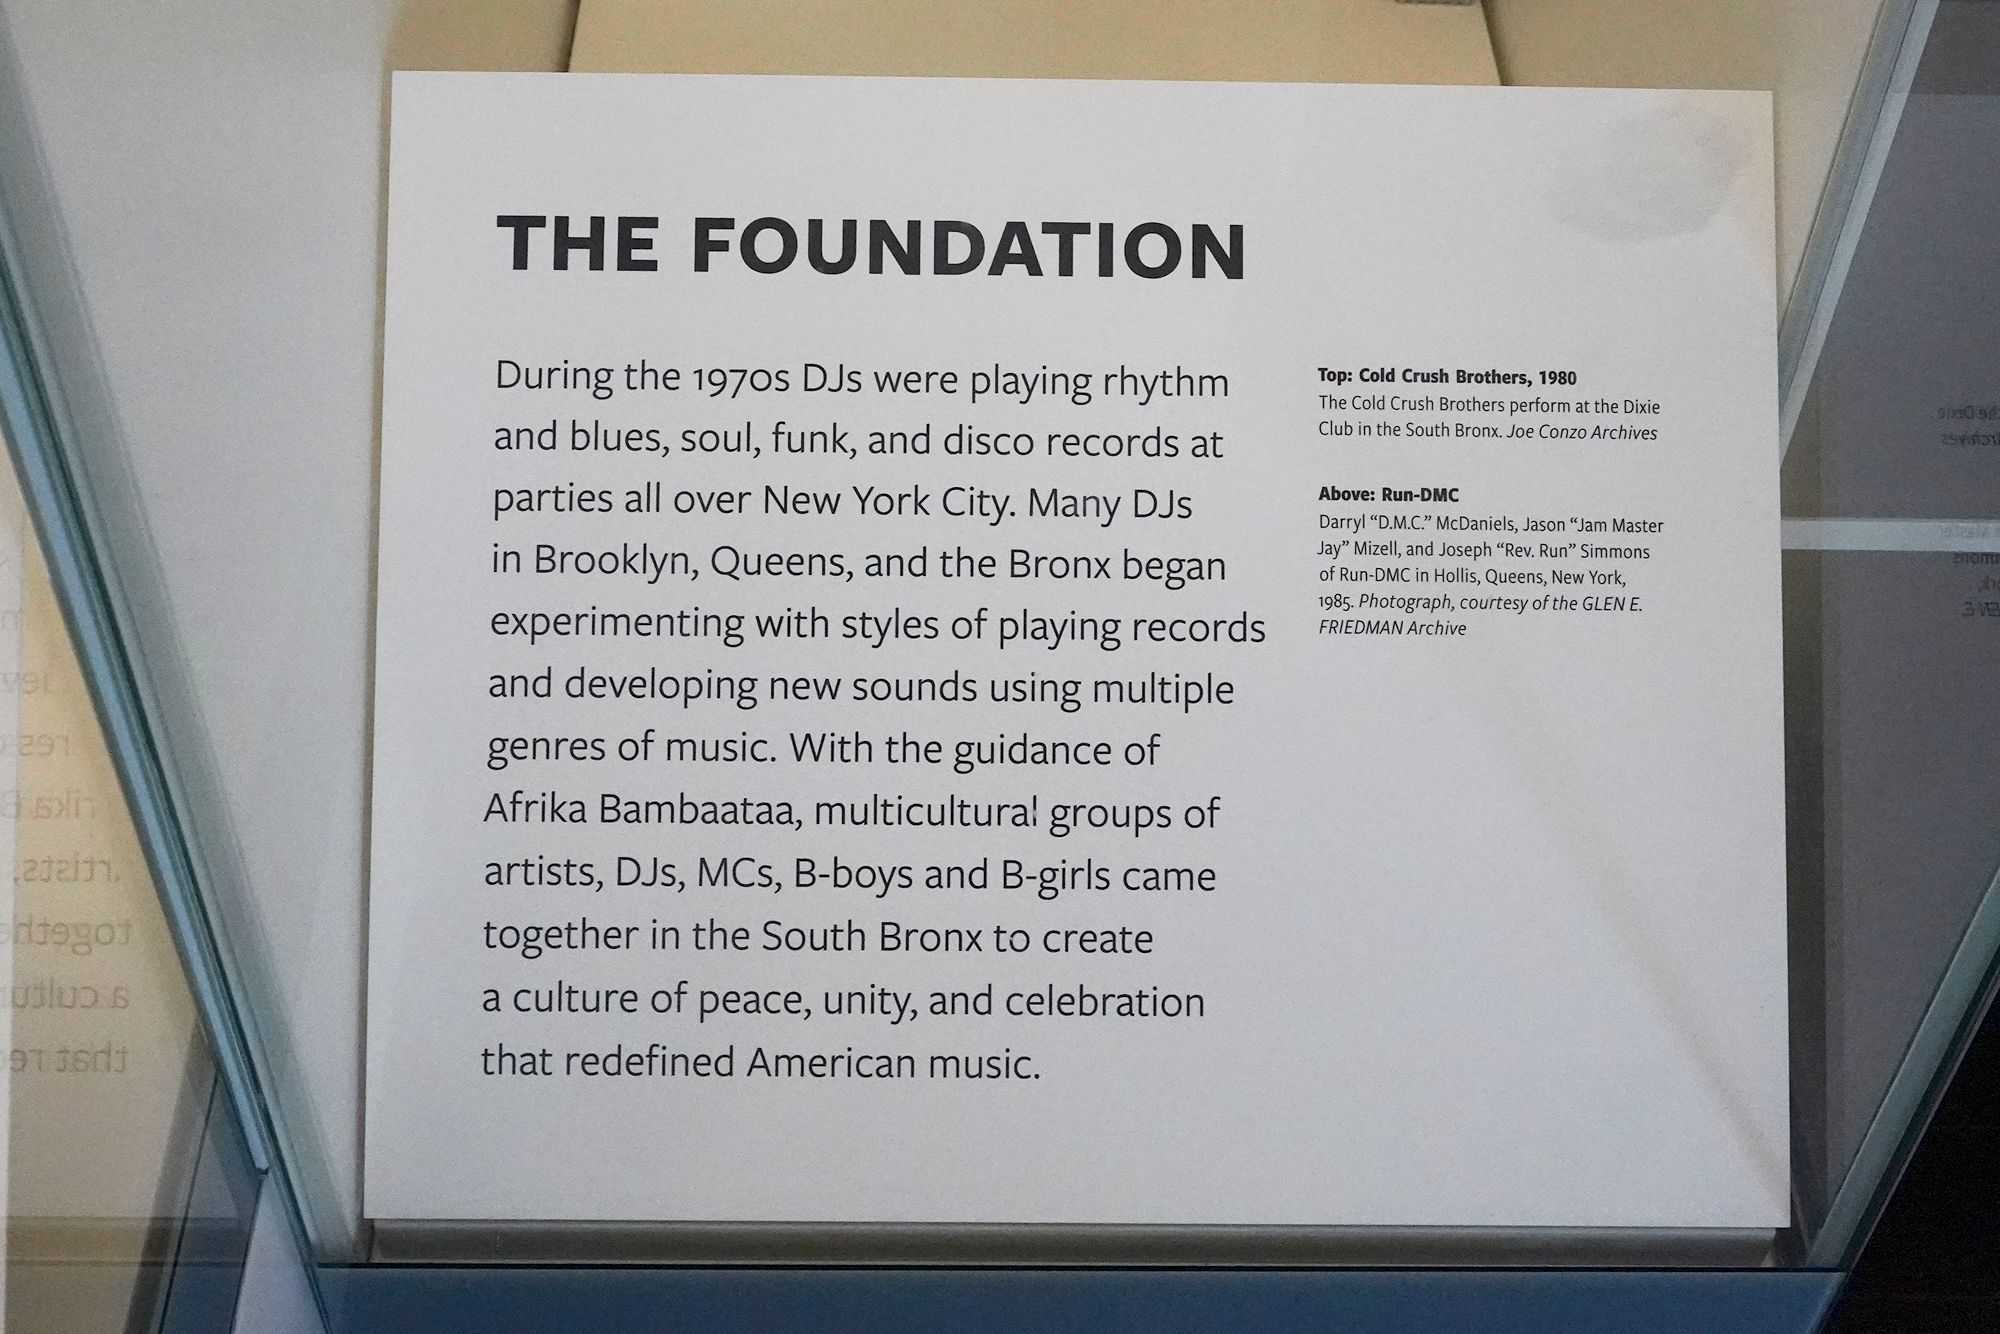 THE FOUNDATION
During the 1970s DJs were playing rhythm
and blues, soul, funk, and disco records at
parties all over New York City. Many DJs
in Brooklyn, Queens, and the Bronx began
experimenting with styles of playing records
and developing new sounds using multiple
genres of music. With the guidance of
Afrika Bambaataa, multicultural groups of
artists, DJs, MCs, B-boys and B-girls came
together in the South Bronx to create
a culture of peace, unity, and celebration
that redefined American music.
Top: Cold Crush Brothers, 1980
The Cold Crush Brothers perform at the Dixie
Club in the South Bronx. Joe Conzo Archives
Above: Run-DMC
Darryl “D.M.C.” McDaniels, Jason “Jam Master
Jay” Mizell, and Joseph “Rev. Run” Simmons
of Run-DMC in Hollis, Queens, New York,
1985. Photograph, courtesy of the GLEN E.
FRIEDMAN Archive